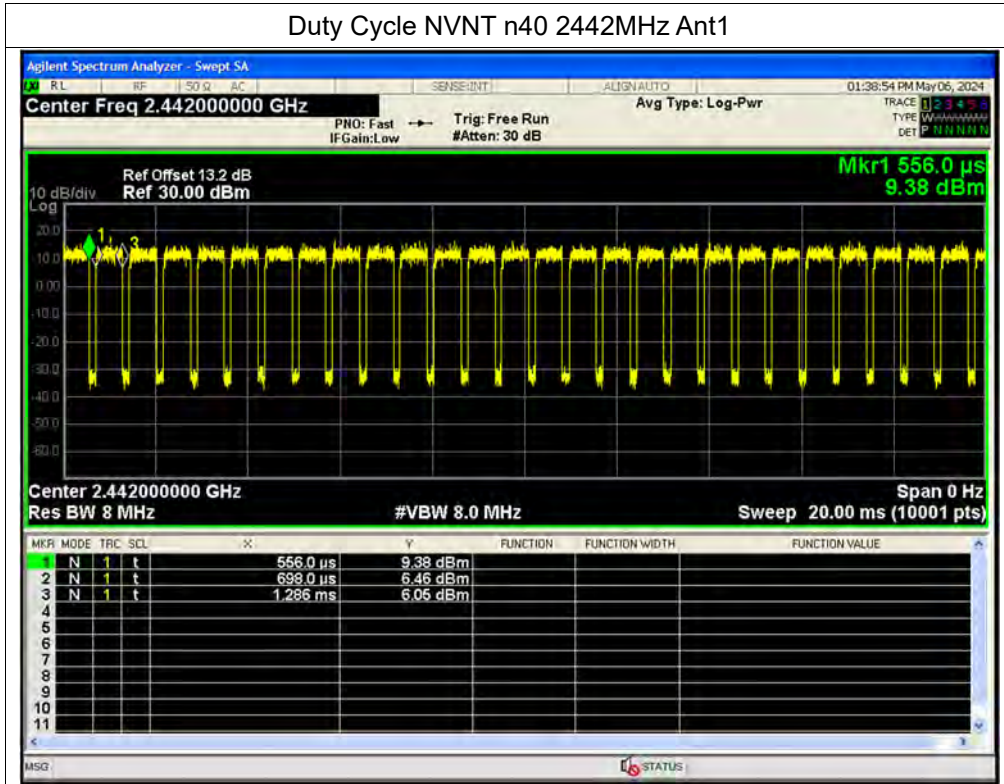 Duty Cycle NVNT n40 2442MHz Ant1
Agilent Spectrum Analyzer - Swept SA
LXI RL RF 50 Ω AC SENSE:INT ALIGN AUTO 01:38:54 PM May 06, 2024
Center Freq 2.442000000 GHz Avg Type: Log-Pwr TRACE 1 2 3 4 5 6
PNO: Fast Trig: Free Run TYPE W
IFGain:Low #Atten: 30 dB DET P N N N N N
Mkr1 556.0 µs
Ref Offset 13.2 dB
10 dB/div Ref 30.00 dBm 9.38 dBm
Log
20.0
1 3
10.0
0.00
-10.0
-20.0
-30.0
-40.0
-50.0
-60.0
Center 2.442000000 GHz Span 0 Hz
Res BW 8 MHz #VBW 8.0 MHz Sweep 20.00 ms (10001 pts)
MKR MODE TRC SCL X Y FUNCTION FUNCTION WIDTH FUNCTION VALUE
1 N 1 t 556.0 µs 9.38 dBm
2 N 1 t 698.0 µs 6.46 dBm
3 N 1 t 1.286 ms 6.05 dBm
4
5
6
7
8
9
10
11
MSG STATUS